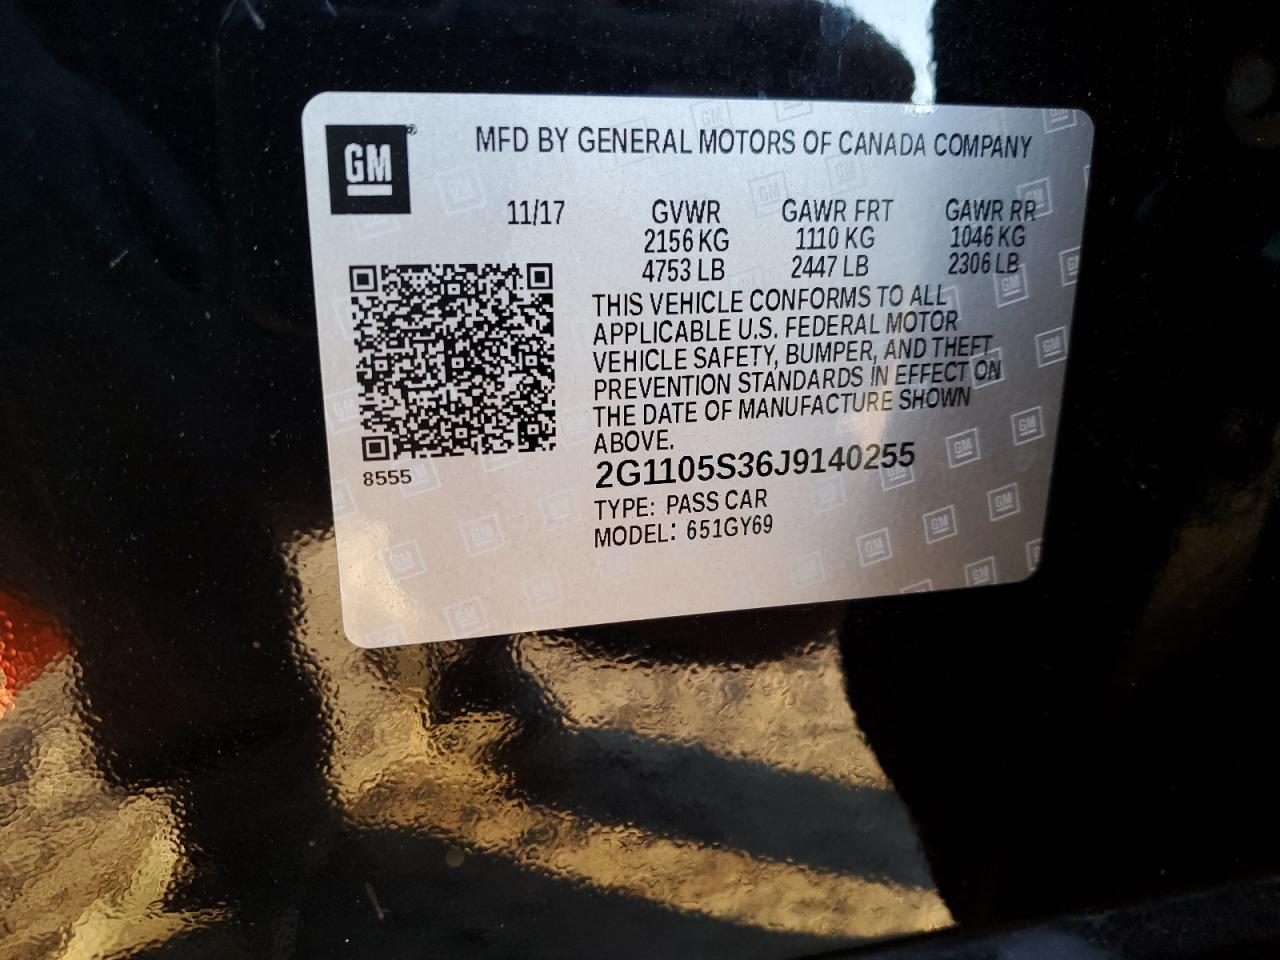 GM
MFD BY GENERAL MOTORS OF CANADA COMPANY
11/17 GVWR GAWR FRT GAWR RR
2156 KG 1110 KG 1046 KG
4753 LB 2447 LB 2306 LB
THIS VEHICLE CONFORMS TO ALL
APPLICABLE U.S. FEDERAL MOTOR
VEHICLE SAFETY, BUMPER, AND THEFT
PREVENTION STANDARDS IN EFFECT ON
THE DATE OF MANUFACTURE SHOWN
ABOVE.
8555
2G1105S36J9140255
TYPE: PASS CAR
MODEL: 651GY69